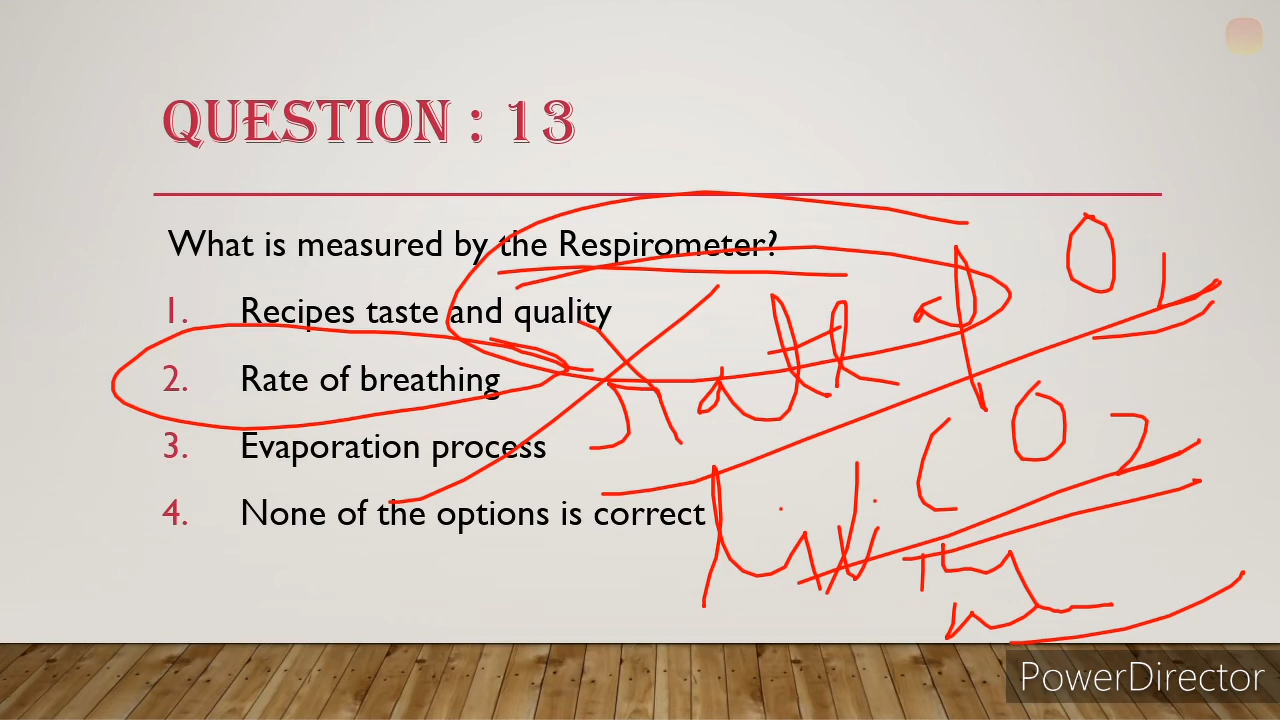 QUESTION : 13
What is measured by the Respirometer?
1. Recipes taste and quality
2. Rate of breathing
3. Evaporation process
4. None of the options is correct
O2
CO2
PowerDirector